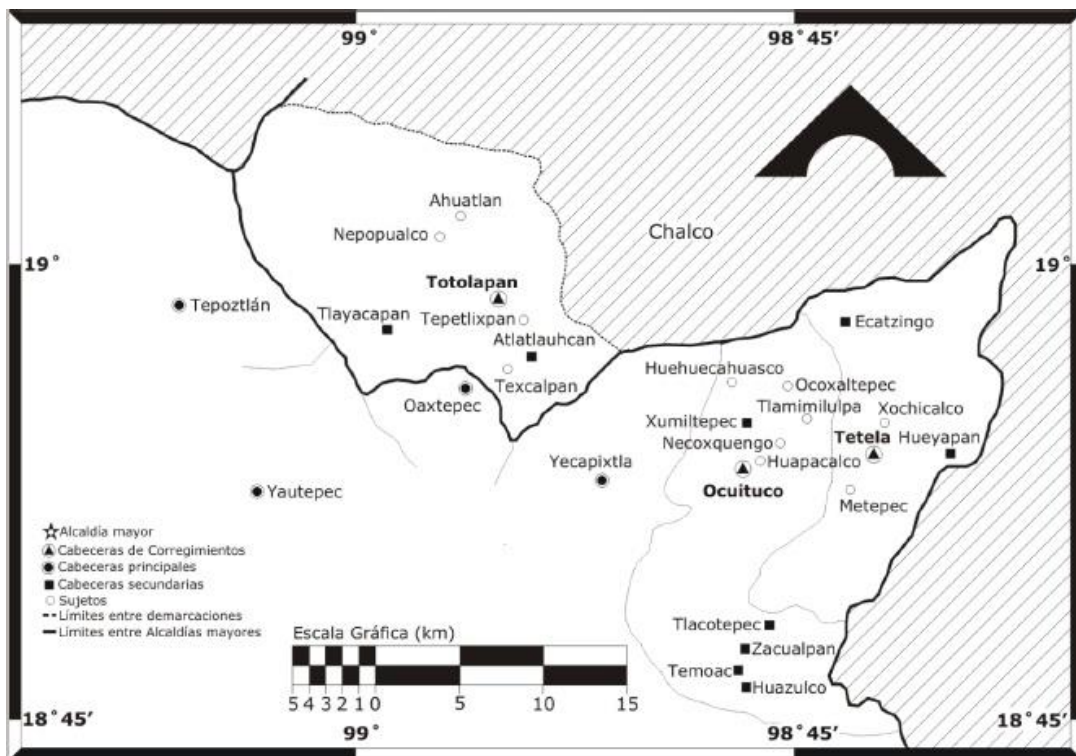 99°
98°45’
Ahuatlan
Nepopualco
Chalco
19°
19°
Totolapan
Tepoztlán
Tlayacapan
Tepetlixpan
Ecatzingo
Atlatlauhcan
Huehuecahuasco
Texcalpan
Ocoxaltepec
Oaxtepec
Tlamimilulpa
Xochicalco
Xumiltepec
Necoxquengo
Tetela
Hueyapan
Yecapixtla
Huapacalco
Yautepec
Ocuituco
Metepec
Alcaldía mayor
Cabeceras de Corregimientos
Cabeceras principales
Cabeceras secundarias
Sujetos
Límites entre demarcaciones
Límites entre Alcaldías mayores
Tlacotepec
Escala Gráfica (km)
Zacualpan
Temoac
Huazulco
5 4 3 2 1 0 5 10 15
18°45’
18°45’
99°
98°45’